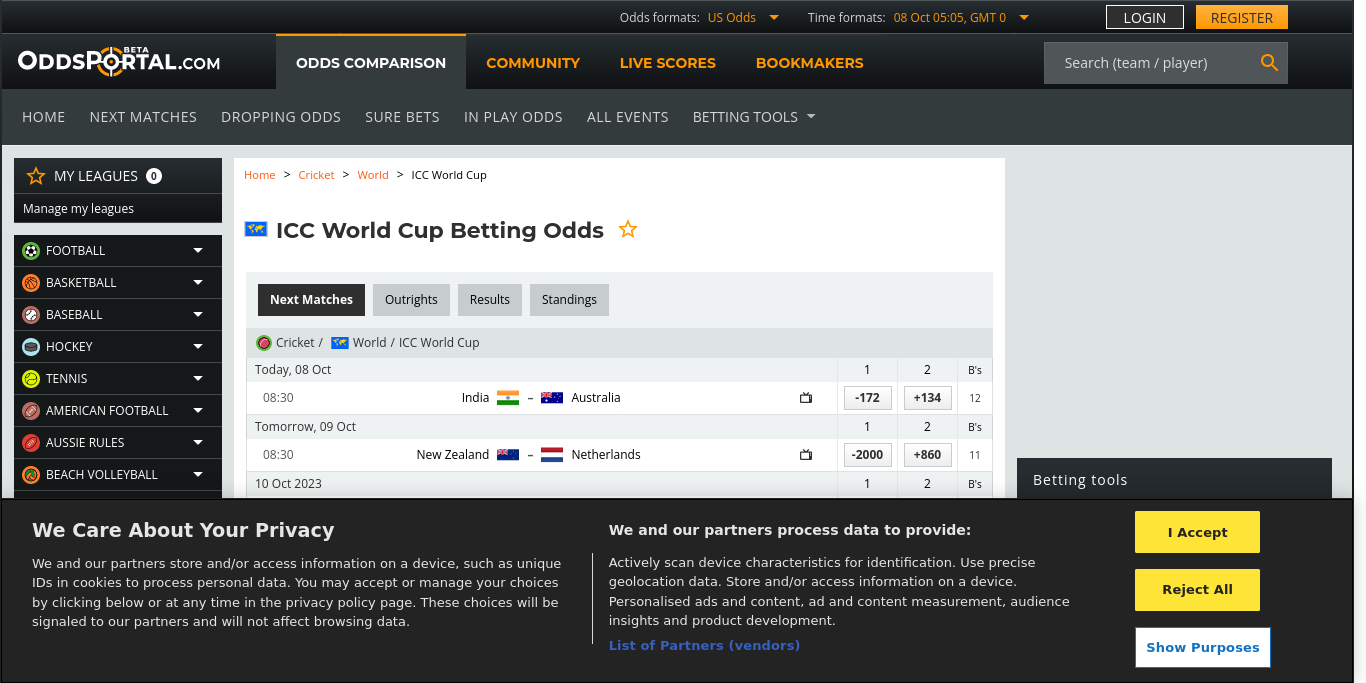 Odds formats: US Odds Time formats: 08 Oct 05:05, GMT 0 LOGIN REGISTER
ODDSPORTAL.COM BETA
ODDS COMPARISON COMMUNITY LIVE SCORES BOOKMAKERS Search (team / player)
HOME NEXT MATCHES DROPPING ODDS SURE BETS IN PLAY ODDS ALL EVENTS BETTING TOOLS
MY LEAGUES 0
Manage my leagues
FOOTBALL
BASKETBALL
BASEBALL
HOCKEY
TENNIS
AMERICAN FOOTBALL
AUSSIE RULES
BEACH VOLLEYBALL
Home > Cricket > World > ICC World Cup
ICC World Cup Betting Odds
Next Matches Outrights Results Standings
Cricket / World / ICC World Cup
Today, 08 Oct 1 2 B's
08:30 India – Australia -172 +134 12
Tomorrow, 09 Oct 1 2 B's
08:30 New Zealand – Netherlands -2000 +860 11
10 Oct 2023 1 2 B's
Betting tools
We Care About Your Privacy
We and our partners store and/or access information on a device, such as unique
IDs in cookies to process personal data. You may accept or manage your choices
by clicking below or at any time in the privacy policy page. These choices will be
signaled to our partners and will not affect browsing data.
We and our partners process data to provide:
Actively scan device characteristics for identification. Use precise
geolocation data. Store and/or access information on a device.
Personalised ads and content, ad and content measurement, audience
insights and product development.
List of Partners (vendors)
I Accept
Reject All
Show Purposes